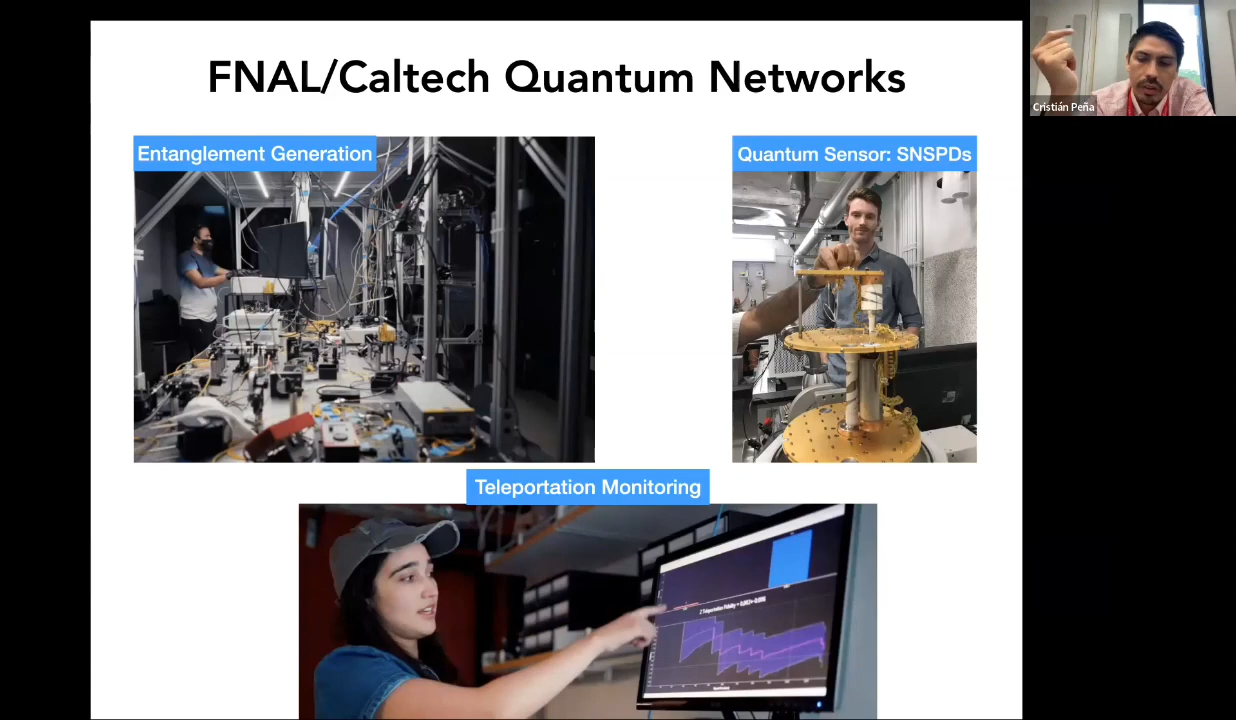 FNAL/Caltech Quantum Networks
Cristián Peña
Entanglement Generation
Quantum Sensor: SNSPDs
Teleportation Monitoring